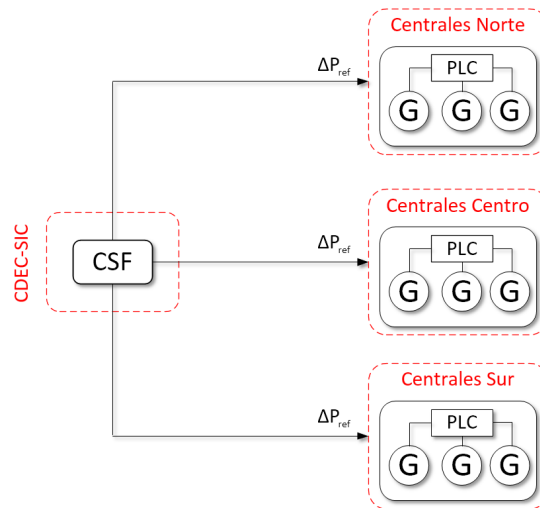 Centrales Norte
ΔPref
PLC
G G G
Centrales Centro
CDEC-SIC
CSF
ΔPref
PLC
G G G
Centrales Sur
ΔPref
PLC
G G G